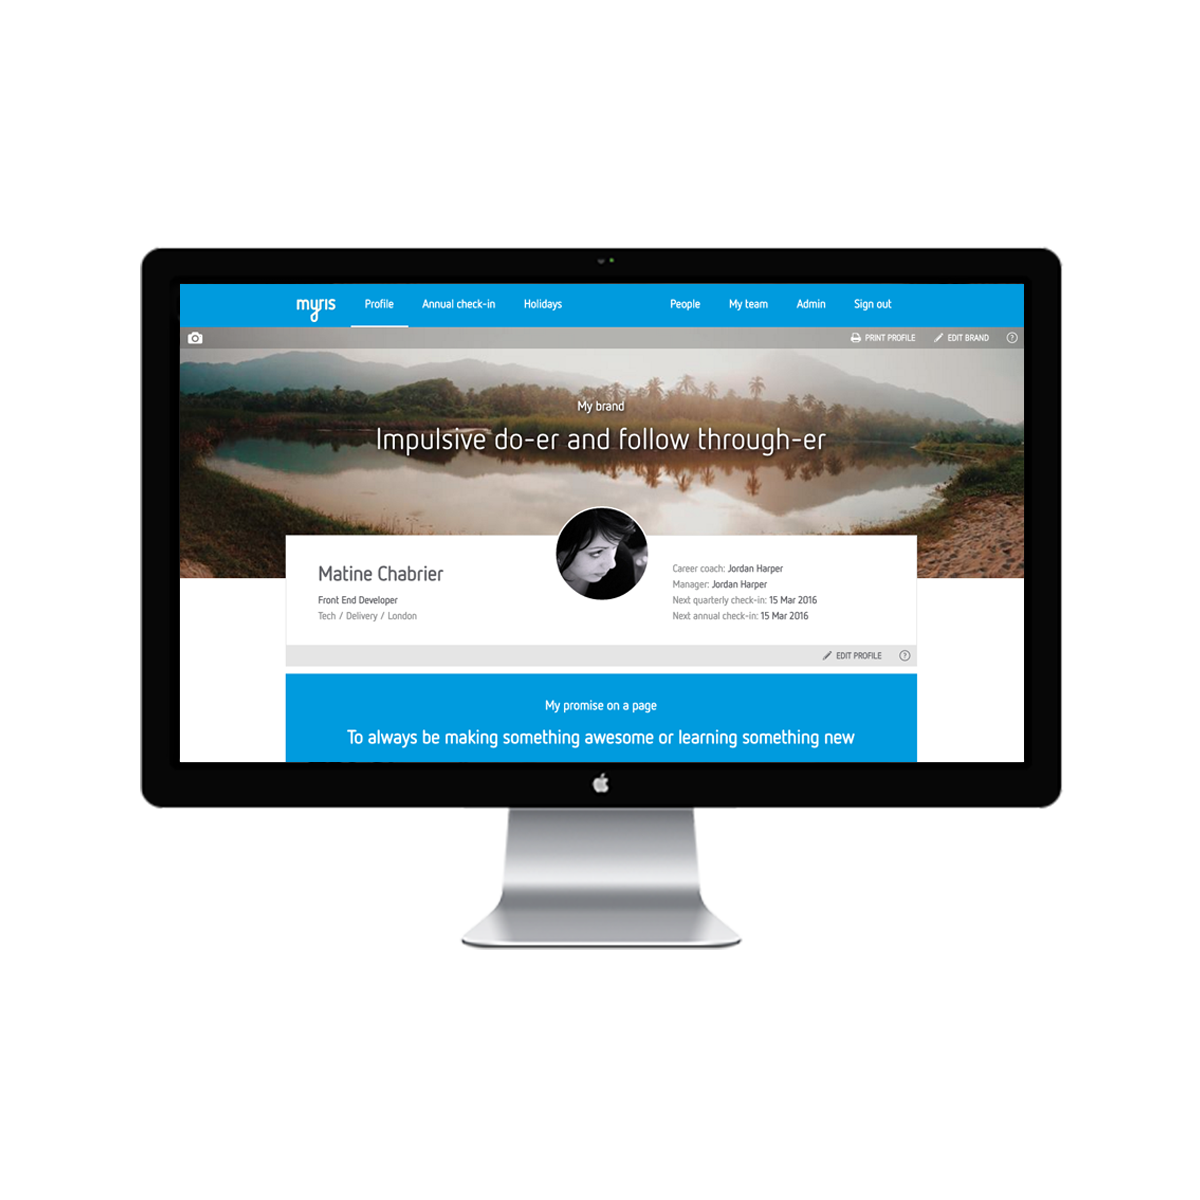 myris Profile Annual check-in Holidays People My team Admin Sign out
PRINT PROFILE EDIT BRAND ?
My brand
Impulsive do-er and follow through-er
Matine Chabrier
Front End Developer
Tech / Delivery / London
Career coach: Jordan Harper
Manager: Jordan Harper
Next quarterly check-in: 15 Mar 2016
Next annual check-in: 15 Mar 2016
EDIT PROFILE ?
My promise on a page
To always be making something awesome or learning something new